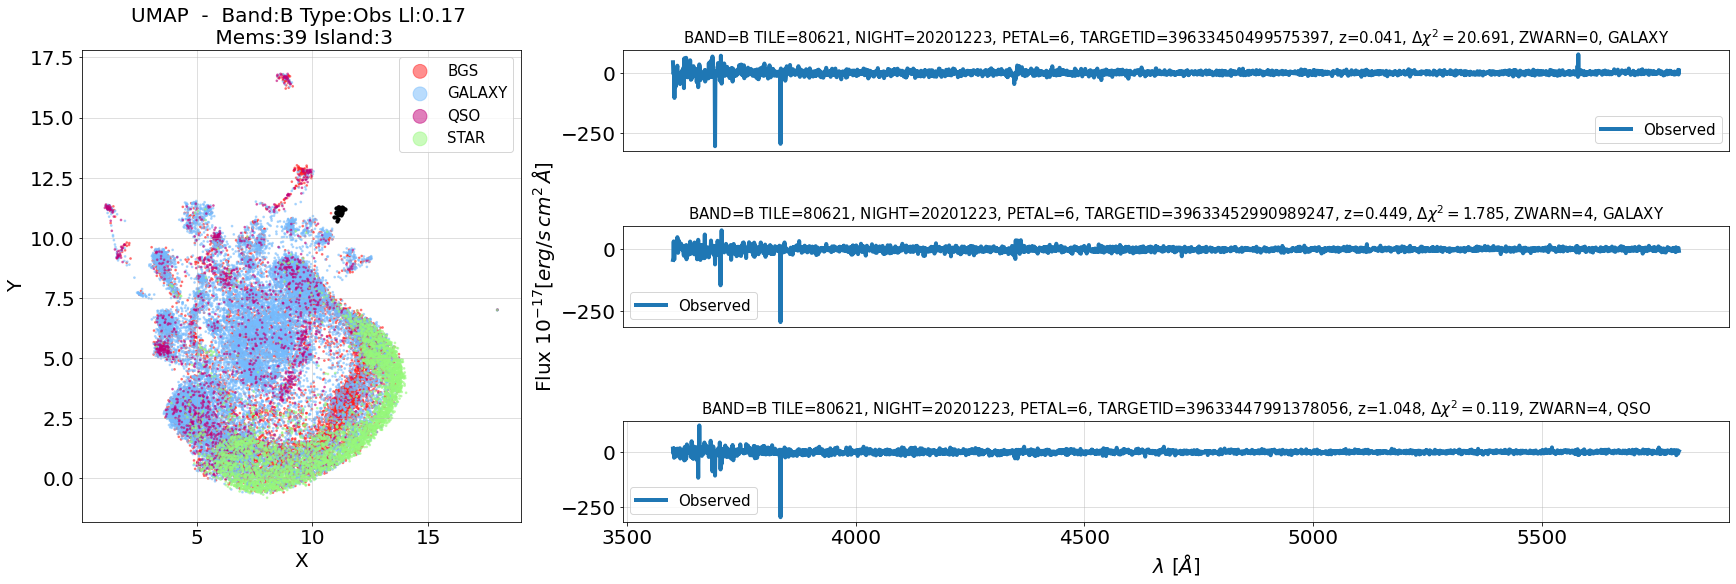 UMAP - Band:B Type:Obs Ll:0.17
Mems:39 Island:3
17.5
15.0
12.5
10.0
7.5
5.0
2.5
0.0
Y
5
10
15
X
BGS
GALAXY
QSO
STAR
Flux 10⁻¹⁷[erg/s cm² Å]
BAND=B TILE=80621, NIGHT=20201223, PETAL=6, TARGETID=39633450499575397, z=0.041, Δχ² = 20.691, ZWARN=0, GALAXY
0
−250
Observed
BAND=B TILE=80621, NIGHT=20201223, PETAL=6, TARGETID=39633452990989247, z=0.449, Δχ² = 1.785, ZWARN=4, GALAXY
0
−250
Observed
BAND=B TILE=80621, NIGHT=20201223, PETAL=6, TARGETID=39633447991378056, z=1.048, Δχ² = 0.119, ZWARN=4, QSO
0
−250
Observed
3500
4000
4500
5000
5500
λ [Å]